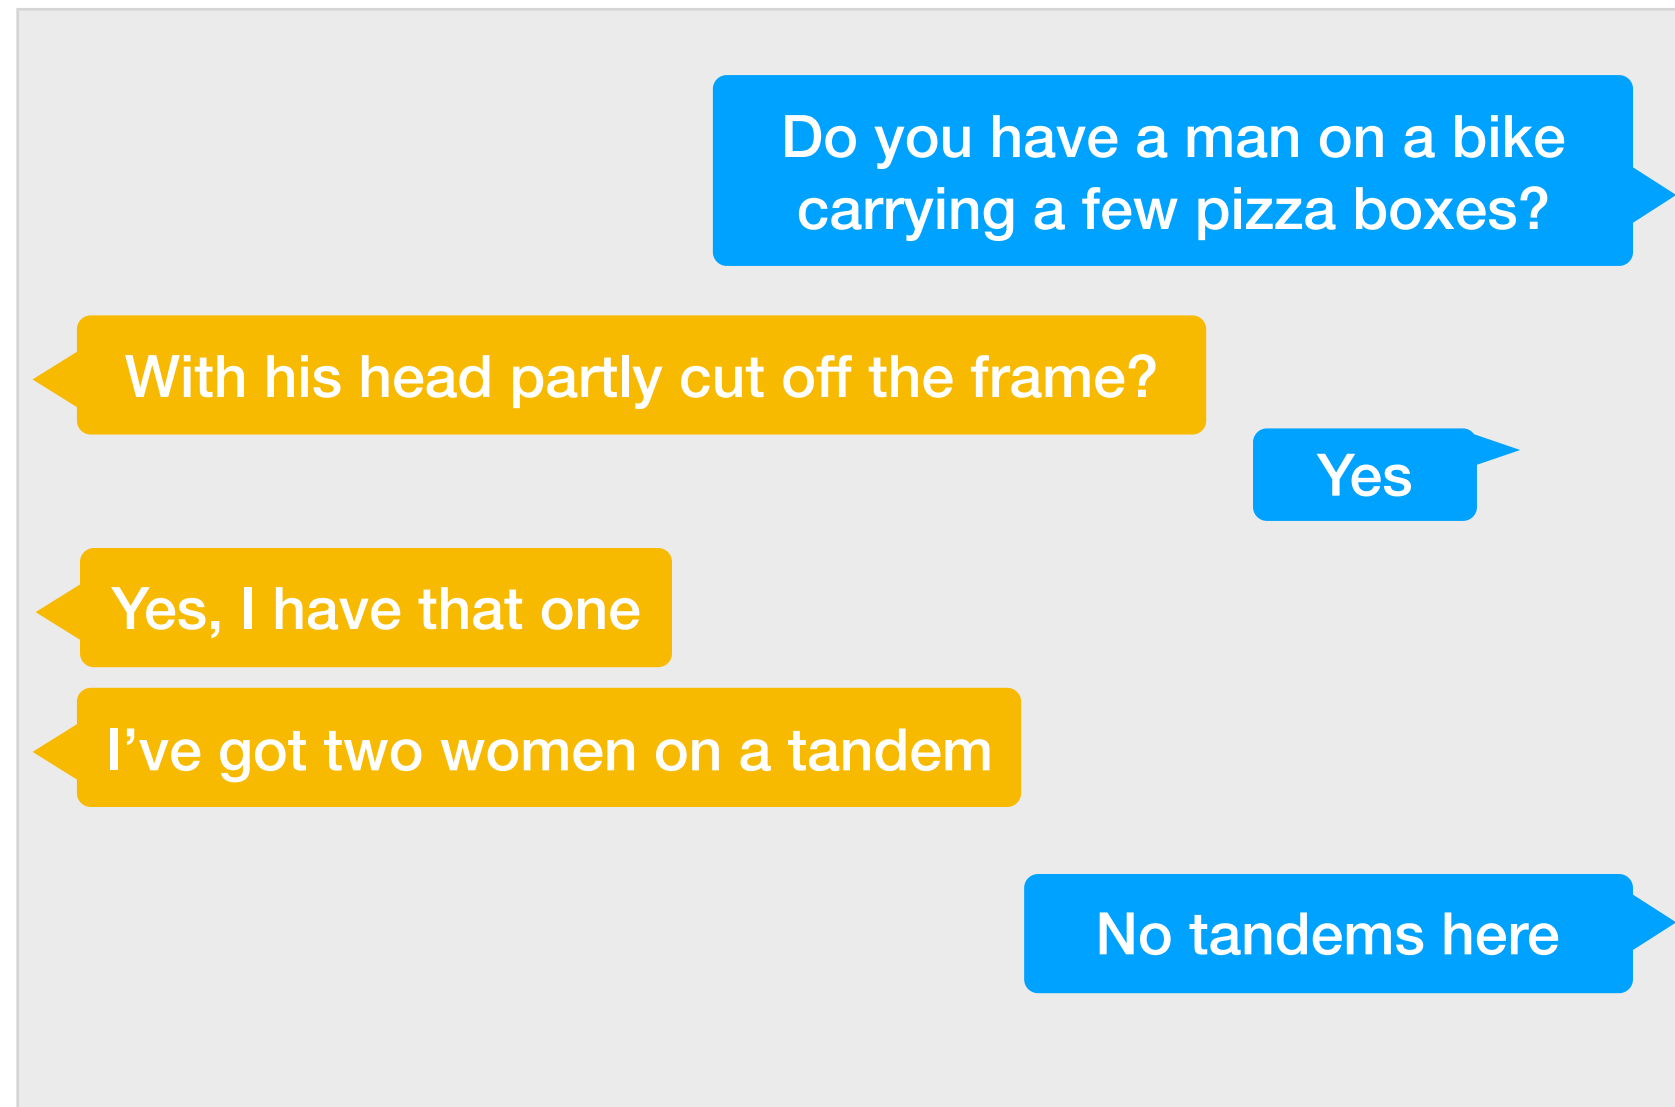 Do you have a man on a bike
carrying a few pizza boxes?
With his head partly cut off the frame?
Yes
Yes, I have that one
I’ve got two women on a tandem
No tandems here